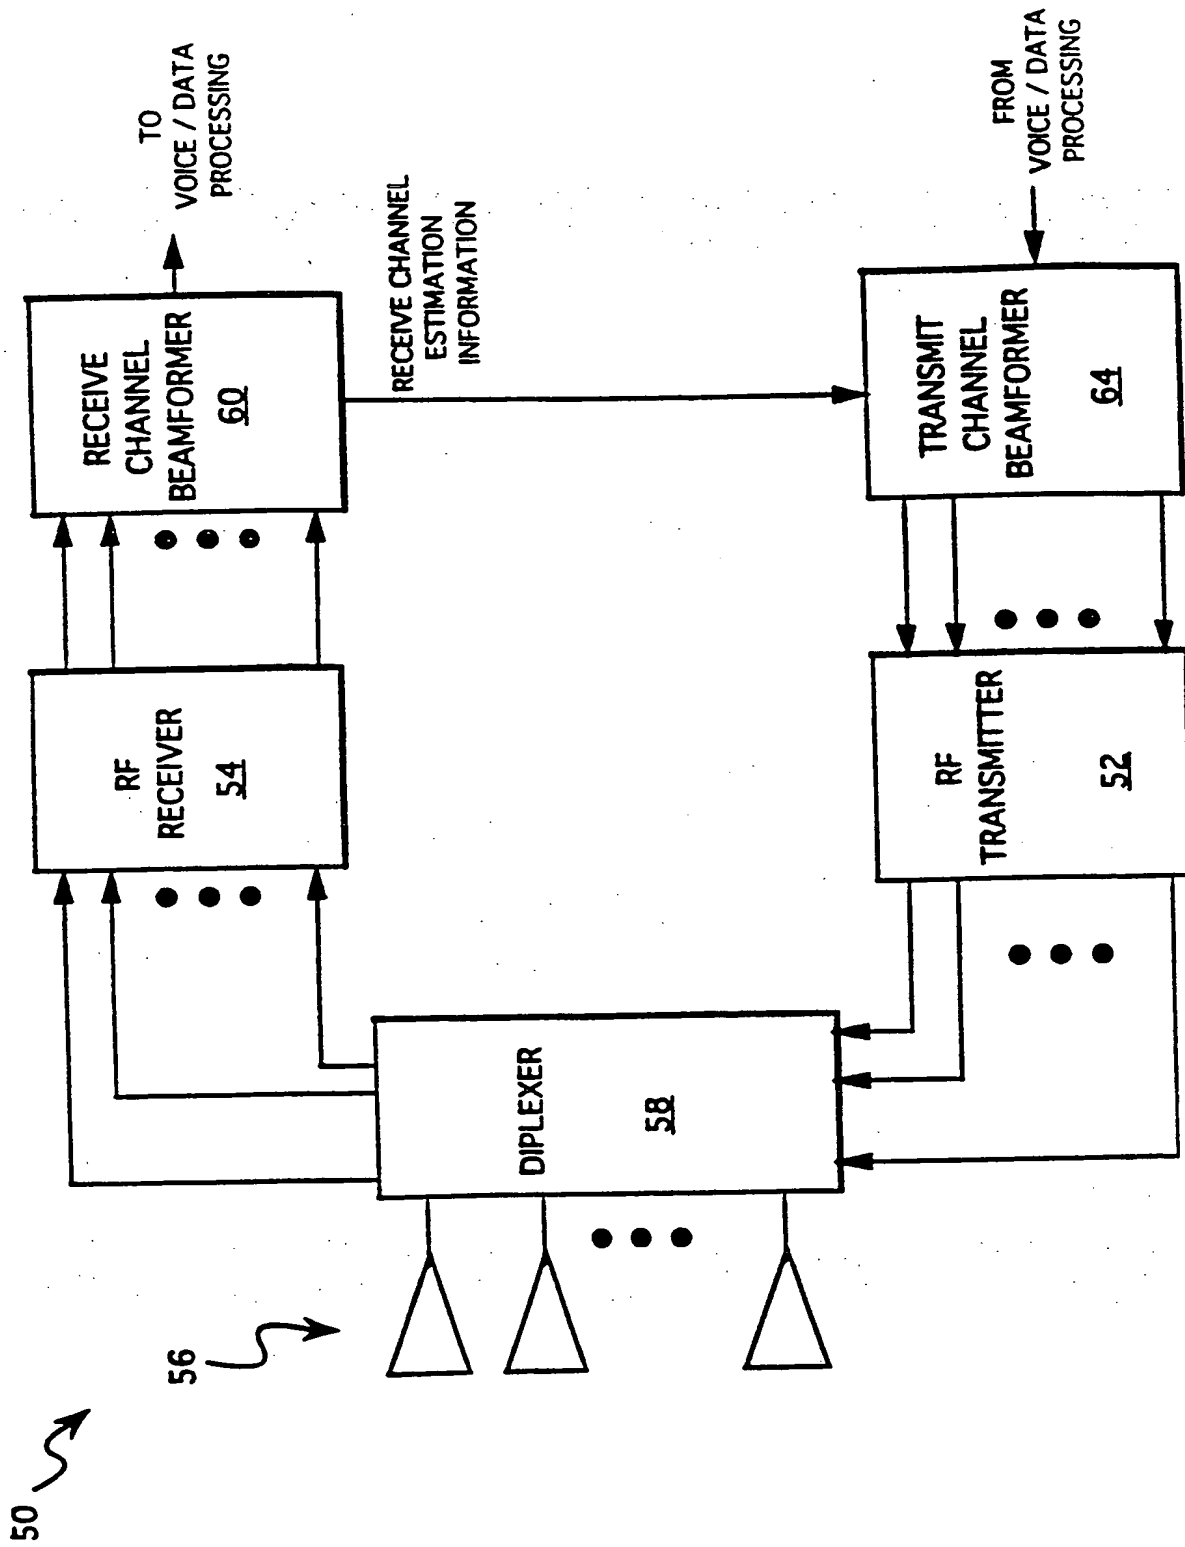 50
56
DIPLEXER
58
RF
RECEIVER
54
RECEIVE
CHANNEL
BEAMFORMER
60
TO
VOICE / DATA
PROCESSING
RECEIVE CHANNEL
ESTIMATION
INFORMATION
RF
TRANSMITTER
52
TRANSMIT
CHANNEL
BEAMFORMER
64
FROM
VOICE / DATA
PROCESSING